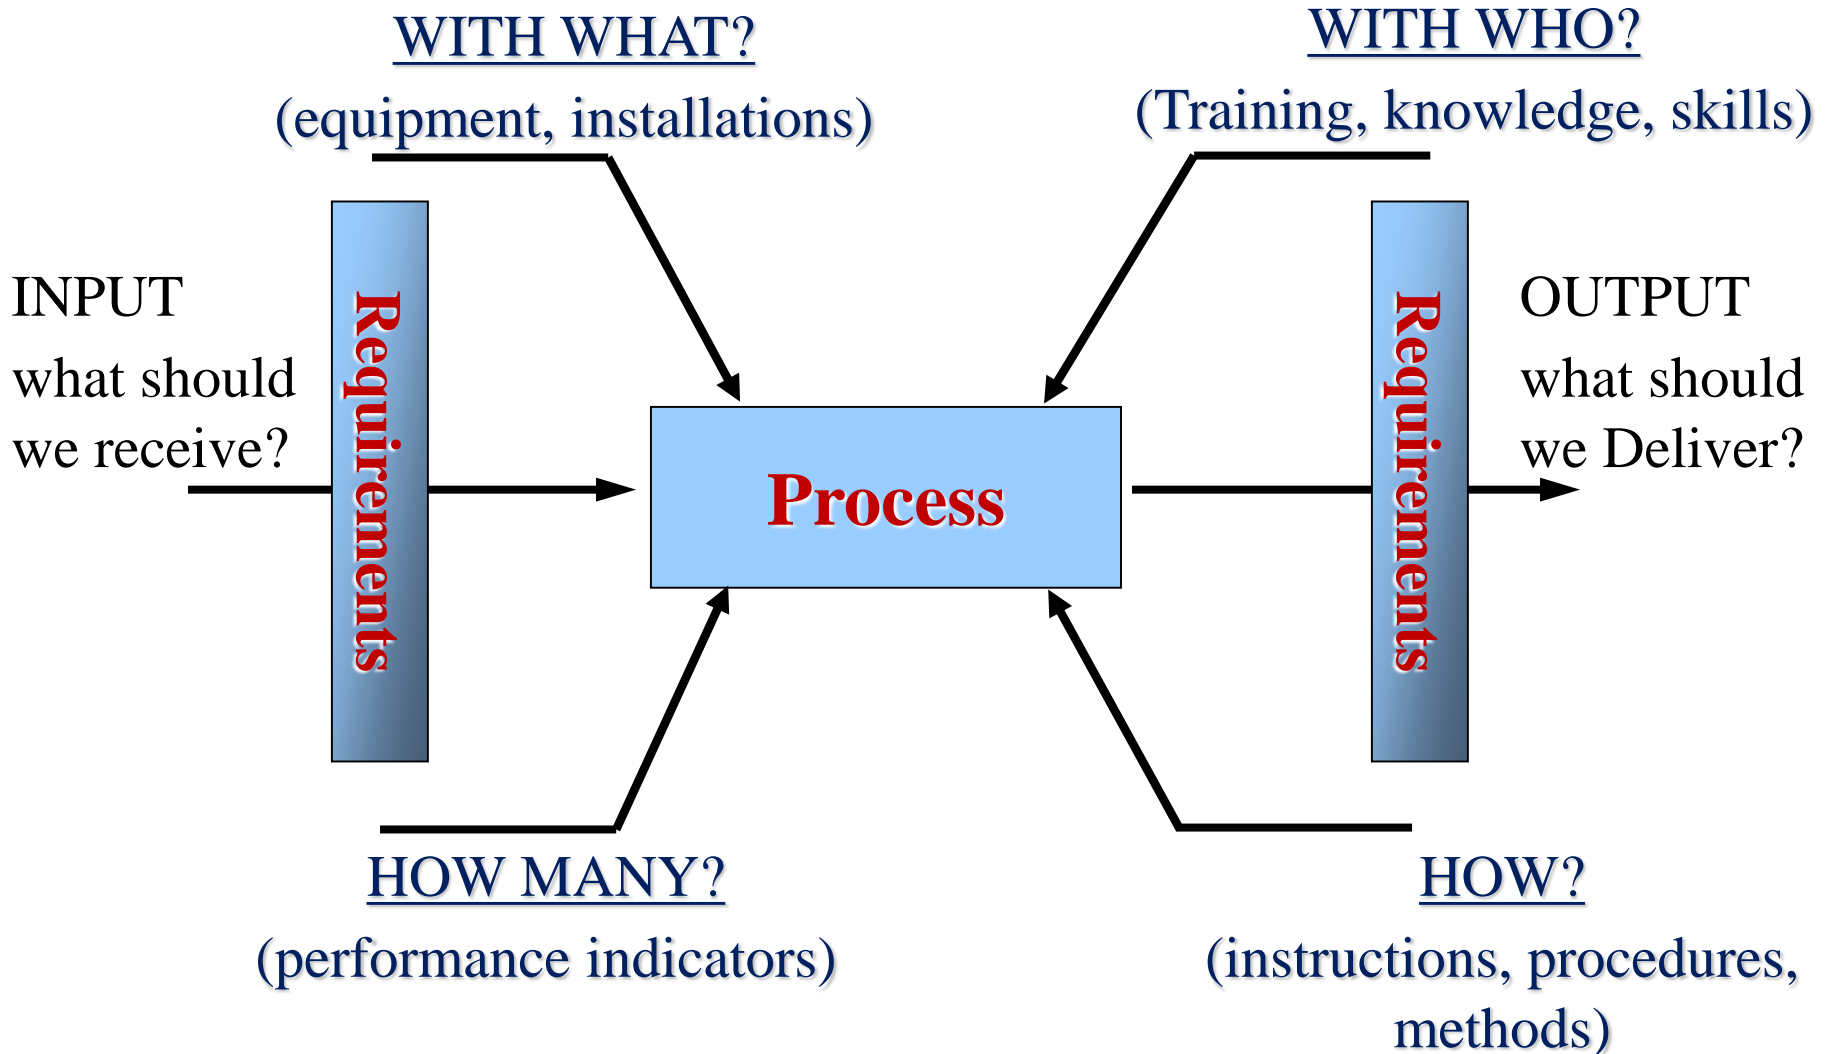 WITH WHAT?
(equipment, installations)
WITH WHO?
(Training, knowledge, skills)
INPUT
what should
we receive?
Requirements
Process
Requirements
OUTPUT
what should
we Deliver?
HOW MANY?
(performance indicators)
HOW?
(instructions, procedures,
methods)